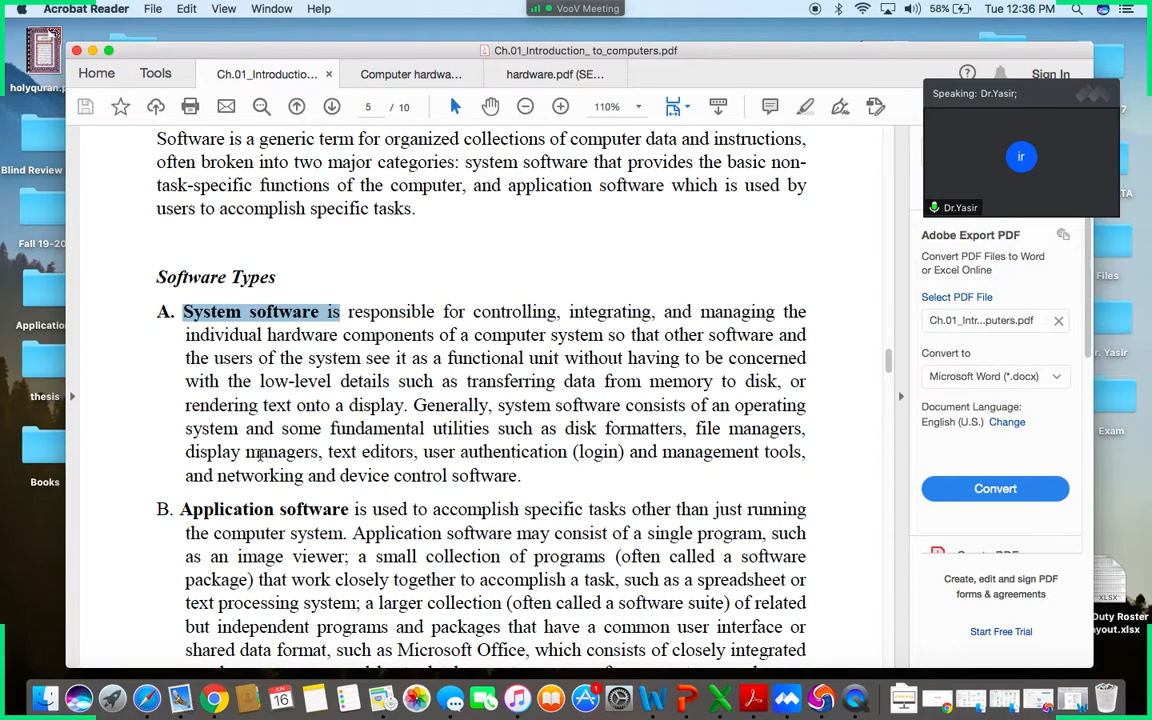 Acrobat Reader File Edit View Window Help
VooV Meeting
58% Tue 12:36 PM
holyquran.p
Blind Review
Fall 19-20
Application
thesis
Books
Ch.01_Introduction_ to_computers.pdf
Home Tools Ch.01_Introductio... × Computer hardwa... hardware.pdf (SE... Sign In
5 / 10 110%
Software is a generic term for organized collections of computer data and instructions,
often broken into two major categories: system software that provides the basic non-
task-specific functions of the computer, and application software which is used by
users to accomplish specific tasks.
Software Types
A. System software is responsible for controlling, integrating, and managing the
individual hardware components of a computer system so that other software and
the users of the system see it as a functional unit without having to be concerned
with the low-level details such as transferring data from memory to disk, or
rendering text onto a display. Generally, system software consists of an operating
system and some fundamental utilities such as disk formatters, file managers,
display managers, text editors, user authentication (login) and management tools,
and networking and device control software.
B. Application software is used to accomplish specific tasks other than just running
the computer system. Application software may consist of a single program, such
as an image viewer; a small collection of programs (often called a software
package) that work closely together to accomplish a task, such as a spreadsheet or
text processing system; a larger collection (often called a software suite) of related
but independent programs and packages that have a common user interface or
shared data format, such as Microsoft Office, which consists of closely integrated
Speaking: Dr.Yasir;
ir
Dr.Yasir
Adobe Export PDF
Convert PDF Files to Word
or Excel Online
Select PDF File
Ch.01_Intr...puters.pdf
Convert to
Microsoft Word (*.docx)
Document Language:
English (U.S.) Change
Convert
Create, edit and sign PDF
forms & agreements
Start Free Trial
TA
Files
r. Yasir
Exam
XLSX
Duty Roster
ayout.xlsx
JUN
16
1